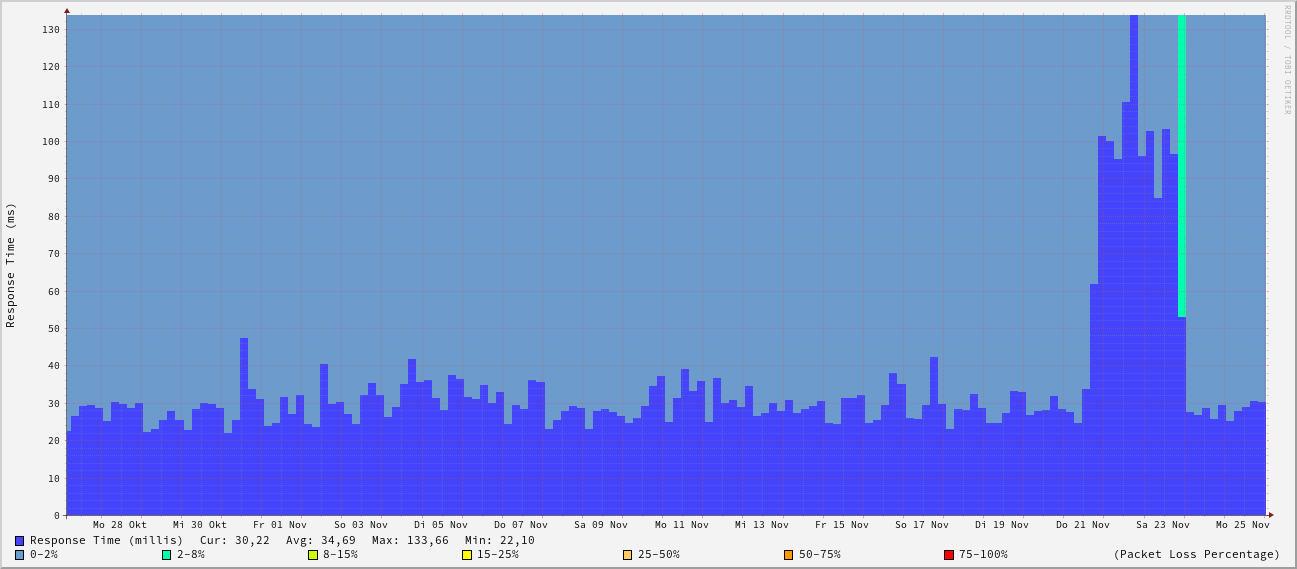 RRDTOOL / TOBI OETIKER
Response Time (ms)
130
120
110
100
90
80
70
60
50
40
30
20
10
0
Mo 28 Okt Mi 30 Okt Fr 01 Nov So 03 Nov Di 05 Nov Do 07 Nov Sa 09 Nov Mo 11 Nov Mi 13 Nov Fr 15 Nov So 17 Nov Di 19 Nov Do 21 Nov Sa 23 Nov Mo 25 Nov
Response Time (millis) Cur: 30,22 Avg: 34,69 Max: 133,66 Min: 22,10
0-2% 2-8% 8-15% 15-25% 25-50% 50-75% 75-100% (Packet Loss Percentage)